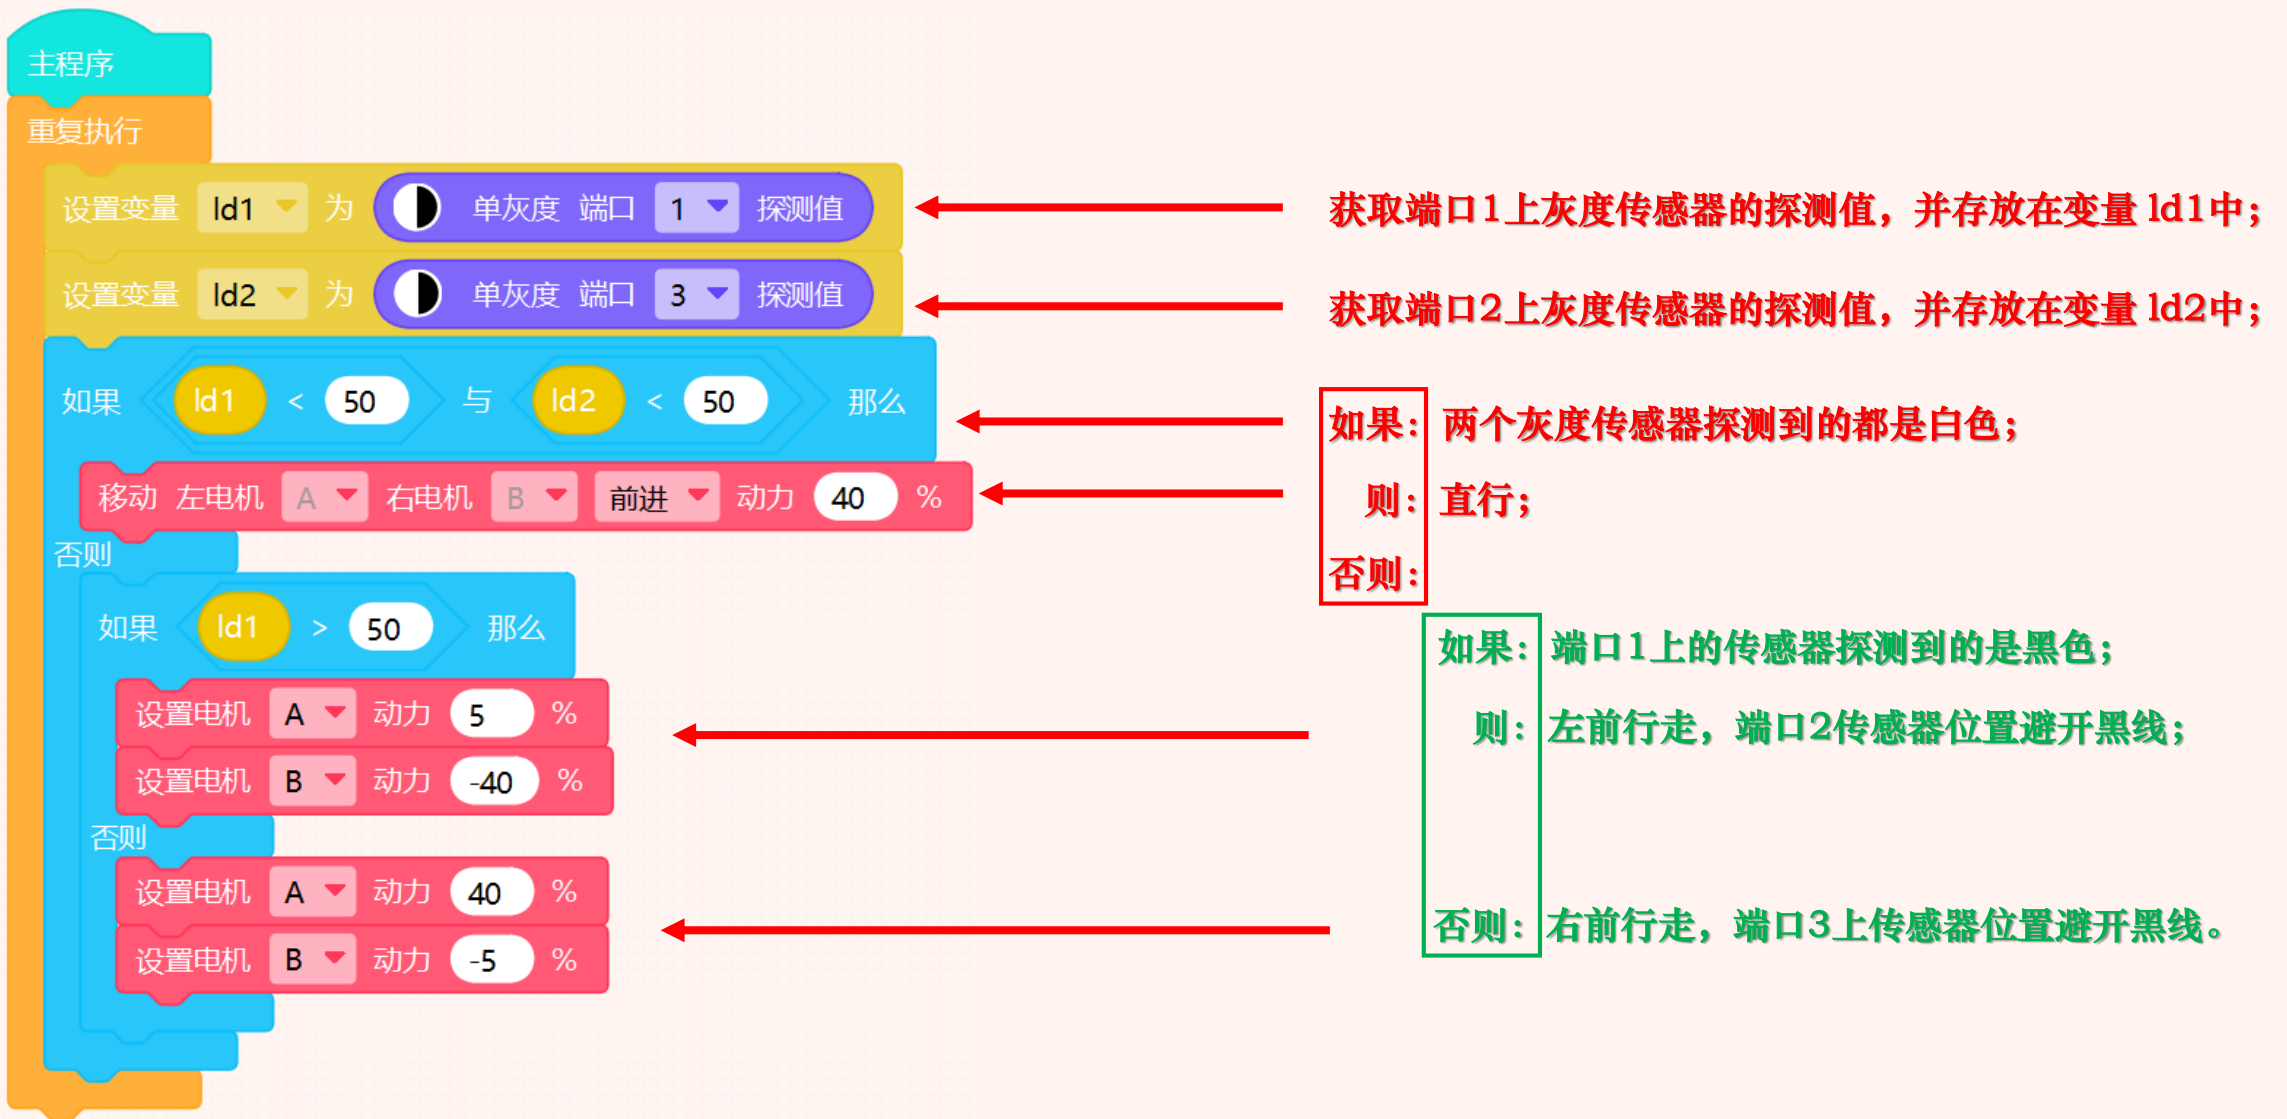 主程序
重复执行
设置变量 ld1 为 单灰度 端口 1 探测值
获取端口1上灰度传感器的探测值，并存放在变量 ld1中；
设置变量 ld2 为 单灰度 端口 3 探测值
获取端口2上灰度传感器的探测值，并存放在变量 ld2中；
如果 ld1 < 50 与 ld2 < 50 那么
如果：两个灰度传感器探测到的都是白色；
移动 左电机 A 右电机 B 前进 动力 40 %
则：直行；
否则
否则：
如果 ld1 > 50 那么
如果：端口1上的传感器探测到的是黑色；
设置电机 A 动力 5 %
则：左前行走，端口2传感器位置避开黑线；
设置电机 B 动力 -40 %
否则
设置电机 A 动力 40 %
否则：右前行走，端口3上传感器位置避开黑线。
设置电机 B 动力 -5 %